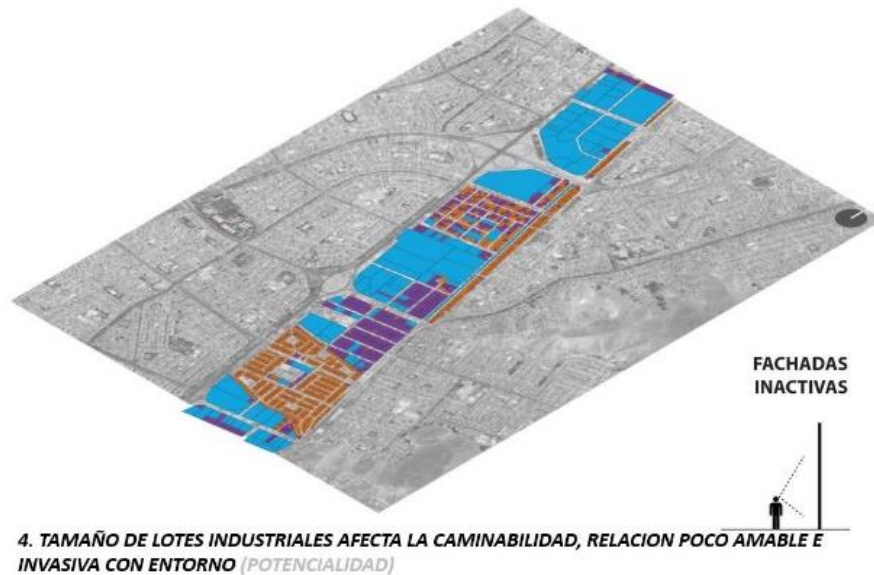 FACHADAS
INACTIVAS
4. TAMAÑO DE LOTES INDUSTRIALES AFECTA LA CAMINABILIDAD, RELACION POCO AMABLE E
INVASIVA CON ENTORNO (POTENCIALIDAD)